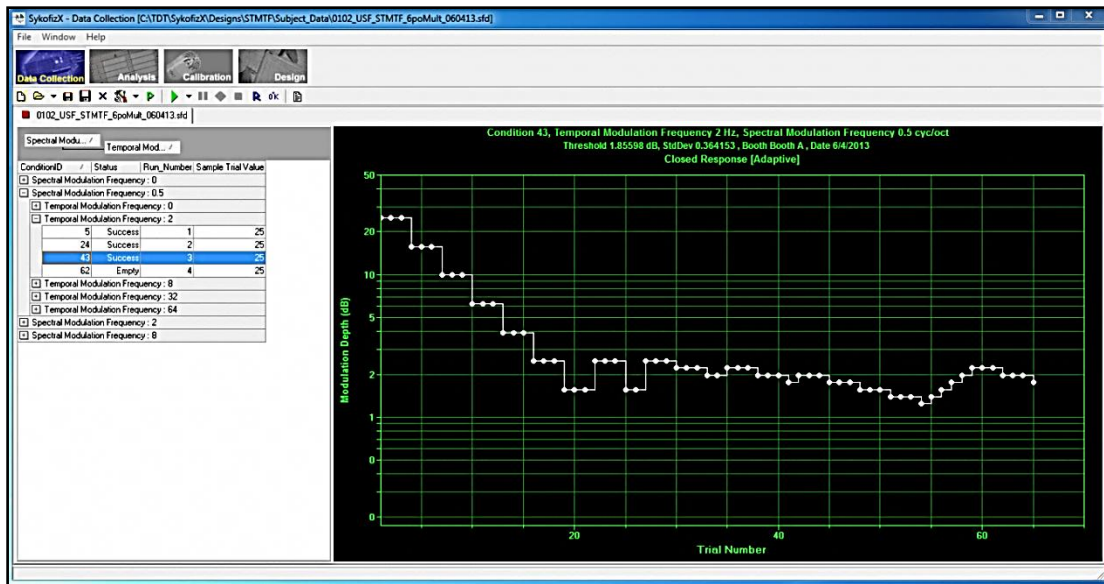 SykofizX - Data Collection [C:\TDT\SykofizX\Designs\STMTF\Subject_Data\0102_USF_STMTF_6poMult_060413.sfd]
File Window Help
Data Collection Analysis Calibration Design
R o'K
0102_USF_STMTF_6poMult_060413.sfd
Spectral Modu... /
Temporal Mod... /
ConditionID / Status Run_Number Sample Trial Value
Spectral Modulation Frequency : 0
Spectral Modulation Frequency : 0.5
Temporal Modulation Frequency : 0
Temporal Modulation Frequency : 2
5 Success 1 25
24 Success 2 25
43 Success 3 25
62 Empty 4 25
Temporal Modulation Frequency : 8
Temporal Modulation Frequency : 32
Temporal Modulation Frequency : 64
Spectral Modulation Frequency : 2
Spectral Modulation Frequency : 8
Condition 43, Temporal Modulation Frequency 2 Hz, Spectral Modulation Frequency 0.5 cyc/oct
Threshold 1.85598 dB, StdDev 0.364153 , Booth Booth A , Date 6/4/2013
Closed Response [Adaptive]
Modulation Depth (dB)
50
20
10
5
2
1
0
0
20 40 60
Trial Number